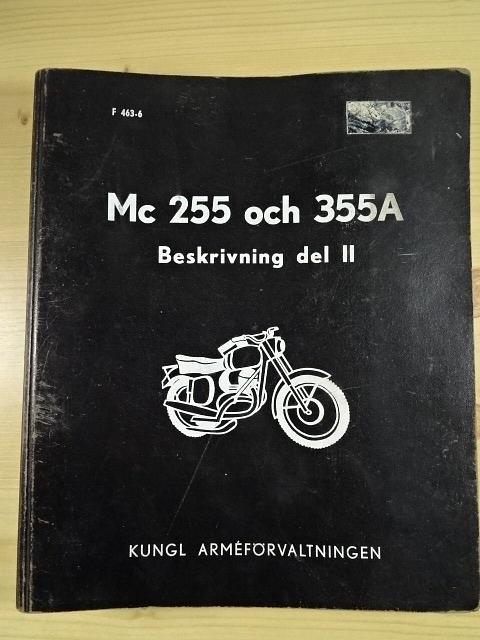 F 463-6
Mc 255 och 355A
Beskrivning del II
KUNGL ARMÉFÖRVALTNINGEN